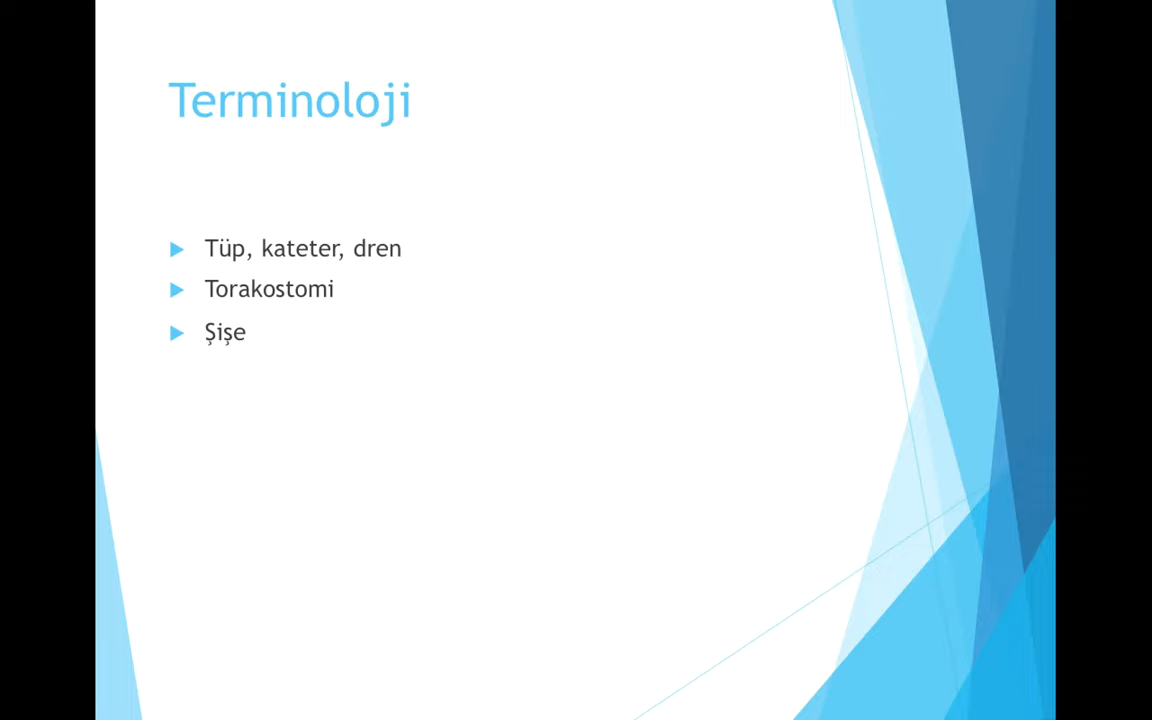 Terminoloji
Tüp, kateter, dren
Torakostomi
Şişe